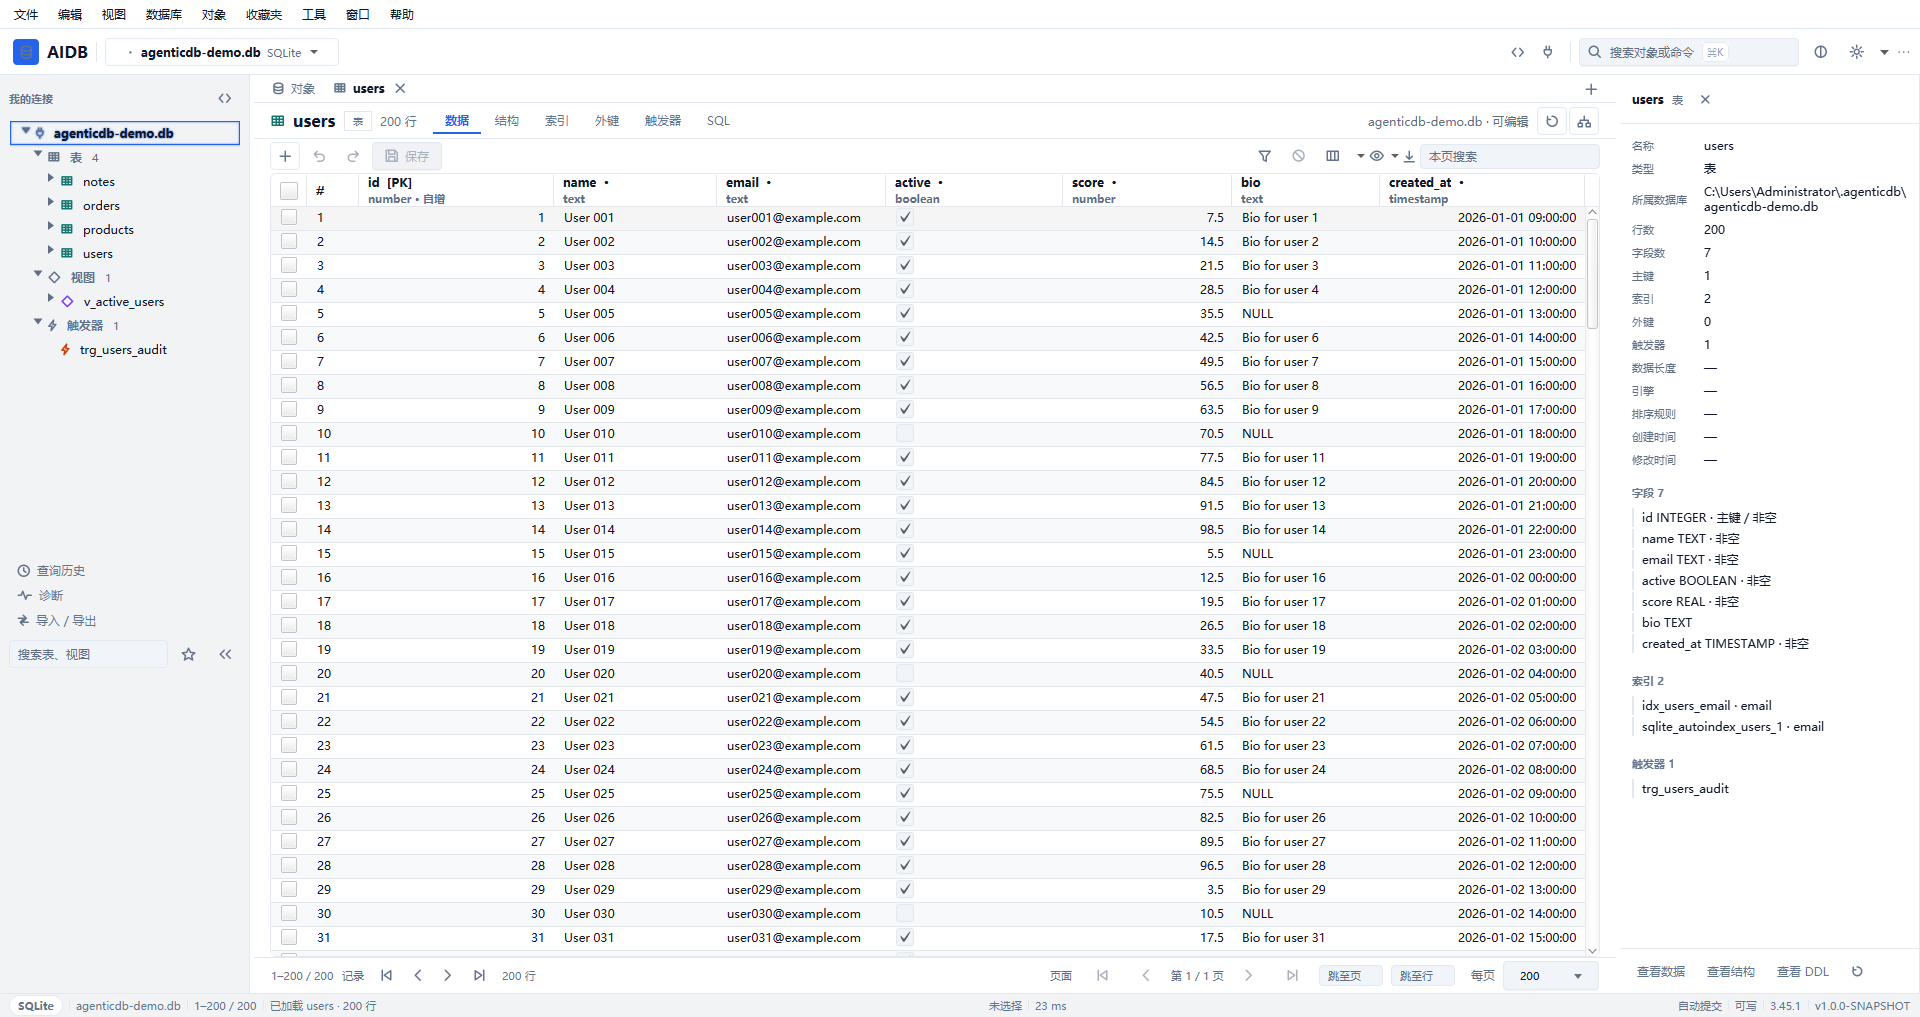 文件 编辑 视图 数据库 对象 收藏夹 工具 窗口 帮助
AIDB agenticdb-demo.db SQLite 搜索对象或命令 ⌘K
我的连接
agenticdb-demo.db
表 4
notes
orders
products
users
视图 1
v_active_users
触发器 1
trg_users_audit
查询历史
诊断
导入 / 导出
搜索表、视图
对象 users
users 表 200 行 数据 结构 索引 外键 触发器 SQL agenticdb-demo.db · 可编辑
保存 本页搜索
# id [PK] name • email • active • score • bio created_at •
number • 自增 text text boolean number text timestamp
1 1 User 001 user001@example.com 7.5 Bio for user 1 2026-01-01 09:00:00
2 2 User 002 user002@example.com 14.5 Bio for user 2 2026-01-01 10:00:00
3 3 User 003 user003@example.com 21.5 Bio for user 3 2026-01-01 11:00:00
4 4 User 004 user004@example.com 28.5 Bio for user 4 2026-01-01 12:00:00
5 5 User 005 user005@example.com 35.5 NULL 2026-01-01 13:00:00
6 6 User 006 user006@example.com 42.5 Bio for user 6 2026-01-01 14:00:00
7 7 User 007 user007@example.com 49.5 Bio for user 7 2026-01-01 15:00:00
8 8 User 008 user008@example.com 56.5 Bio for user 8 2026-01-01 16:00:00
9 9 User 009 user009@example.com 63.5 Bio for user 9 2026-01-01 17:00:00
10 10 User 010 user010@example.com 70.5 NULL 2026-01-01 18:00:00
11 11 User 011 user011@example.com 77.5 Bio for user 11 2026-01-01 19:00:00
12 12 User 012 user012@example.com 84.5 Bio for user 12 2026-01-01 20:00:00
13 13 User 013 user013@example.com 91.5 Bio for user 13 2026-01-01 21:00:00
14 14 User 014 user014@example.com 98.5 Bio for user 14 2026-01-01 22:00:00
15 15 User 015 user015@example.com 5.5 NULL 2026-01-01 23:00:00
16 16 User 016 user016@example.com 12.5 Bio for user 16 2026-01-02 00:00:00
17 17 User 017 user017@example.com 19.5 Bio for user 17 2026-01-02 01:00:00
18 18 User 018 user018@example.com 26.5 Bio for user 18 2026-01-02 02:00:00
19 19 User 019 user019@example.com 33.5 Bio for user 19 2026-01-02 03:00:00
20 20 User 020 user020@example.com 40.5 NULL 2026-01-02 04:00:00
21 21 User 021 user021@example.com 47.5 Bio for user 21 2026-01-02 05:00:00
22 22 User 022 user022@example.com 54.5 Bio for user 22 2026-01-02 06:00:00
23 23 User 023 user023@example.com 61.5 Bio for user 23 2026-01-02 07:00:00
24 24 User 024 user024@example.com 68.5 Bio for user 24 2026-01-02 08:00:00
25 25 User 025 user025@example.com 75.5 NULL 2026-01-02 09:00:00
26 26 User 026 user026@example.com 82.5 Bio for user 26 2026-01-02 10:00:00
27 27 User 027 user027@example.com 89.5 Bio for user 27 2026-01-02 11:00:00
28 28 User 028 user028@example.com 96.5 Bio for user 28 2026-01-02 12:00:00
29 29 User 029 user029@example.com 3.5 Bio for user 29 2026-01-02 13:00:00
30 30 User 030 user030@example.com 10.5 NULL 2026-01-02 14:00:00
31 31 User 031 user031@example.com 17.5 Bio for user 31 2026-01-02 15:00:00
1–200 / 200 记录 200 行 页面 第 1 / 1 页 跳至页 跳至行 每页 200
users 表
名称 users
类型 表
所属数据库 C:\Users\Administrator\.agenticdb\
agenticdb-demo.db
行数 200
字段数 7
主键 1
索引 2
外键 0
触发器 1
数据长度 —
引擎 —
排序规则 —
创建时间 —
修改时间 —
字段 7
id INTEGER · 主键 / 非空
name TEXT · 非空
email TEXT · 非空
active BOOLEAN · 非空
score REAL · 非空
bio TEXT
created_at TIMESTAMP · 非空
索引 2
idx_users_email · email
sqlite_autoindex_users_1 · email
触发器 1
trg_users_audit
查看数据 查看结构 查看 DDL
SQLite agenticdb-demo.db 1–200 / 200 已加载 users · 200 行 未选择 23 ms 自动提交 可写 3.45.1 v1.0.0-SNAPSHOT